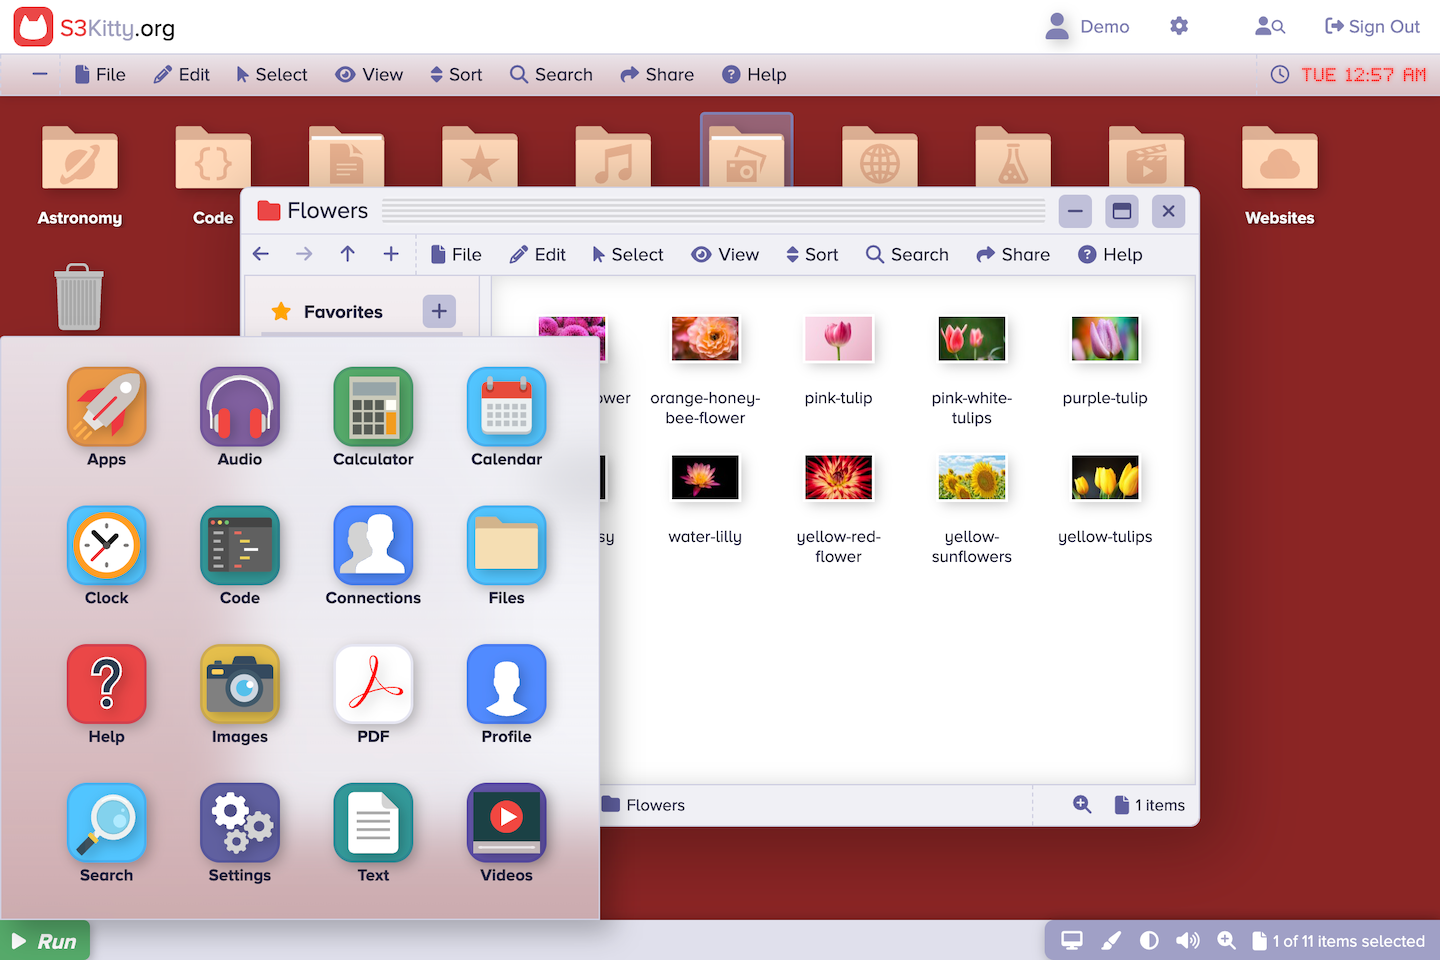 S3Kitty.org
Demo
Sign Out
File Edit Select View Sort Search Share Help
TUE 12:57 AM
Astronomy
Code
Websites
Flowers
File Edit Select View Sort Search Share Help
Favorites
ower
orange-honey-
bee-flower
pink-tulip
pink-white-
tulips
purple-tulip
sy
water-lilly
yellow-red-
flower
yellow-
sunflowers
yellow-tulips
Flowers
1 items
Apps
Audio
Calculator
Calendar
Clock
Code
Connections
Files
Help
Images
PDF
Profile
Search
Settings
Text
Videos
Run
1 of 11 items selected